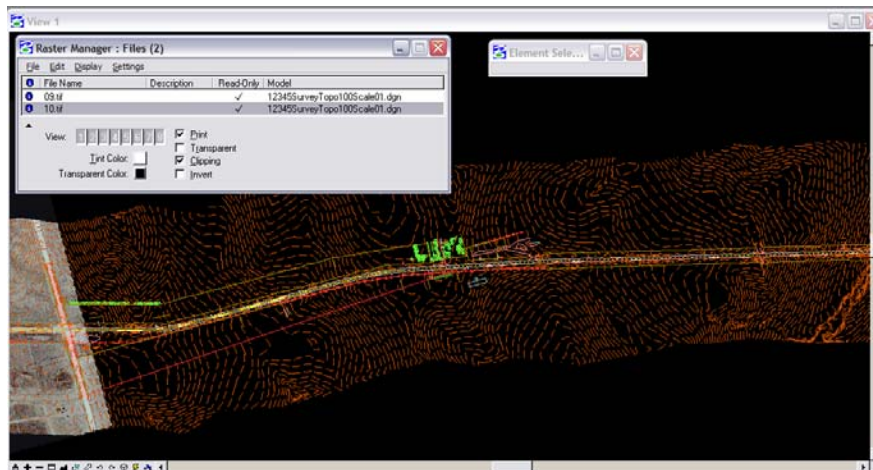 View 1
Raster Manager : Files (2)
Element Sele...
File Edit Display Settings
File Name Description Read-Only Model
09.tif 12345SurveyTopo100Scale01.dgn
10.tif 12345SurveyTopo100Scale01.dgn
View:
Print
Transparent
Tint Color:
Clipping
Transparent Color:
Invert